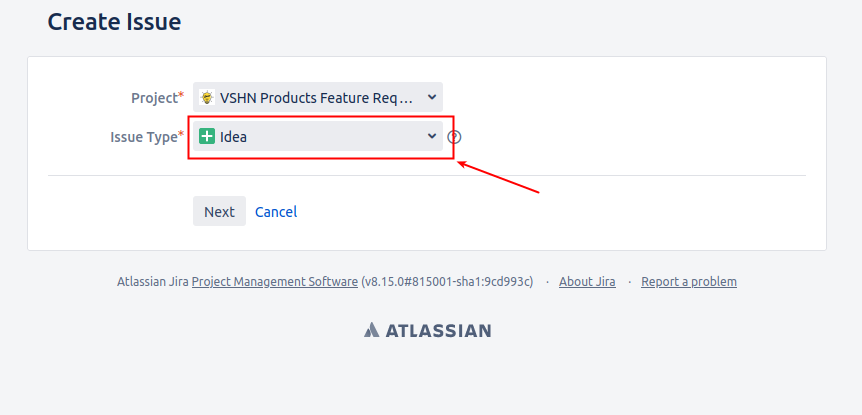 Create Issue
Project* VSHN Products Feature Req...
Issue Type* Idea
Next Cancel
Atlassian Jira Project Management Software (v8.15.0#815001-sha1:9cd993c) · About Jira · Report a problem
ATLASSIAN